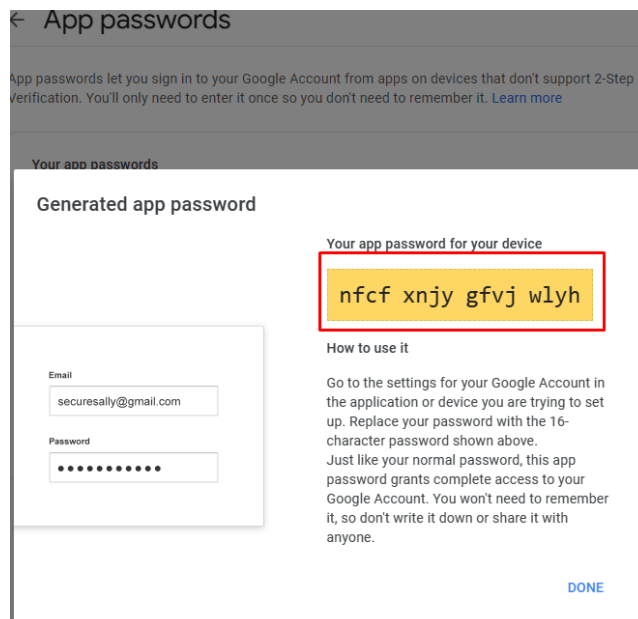 ← App passwords
App passwords let you sign in to your Google Account from apps on devices that don't support 2-Step
Verification. You'll only need to enter it once so you don't need to remember it. Learn more
Your app passwords
Generated app password
Your app password for your device
nfcf xnjy gfvj wlyh
How to use it
Go to the settings for your Google Account in
the application or device you are trying to set
up. Replace your password with the 16-
character password shown above.
Just like your normal password, this app
password grants complete access to your
Google Account. You won't need to remember
it, so don't write it down or share it with
anyone.
Email
securesally@gmail.com
Password
●●●●●●●●●●●
DONE